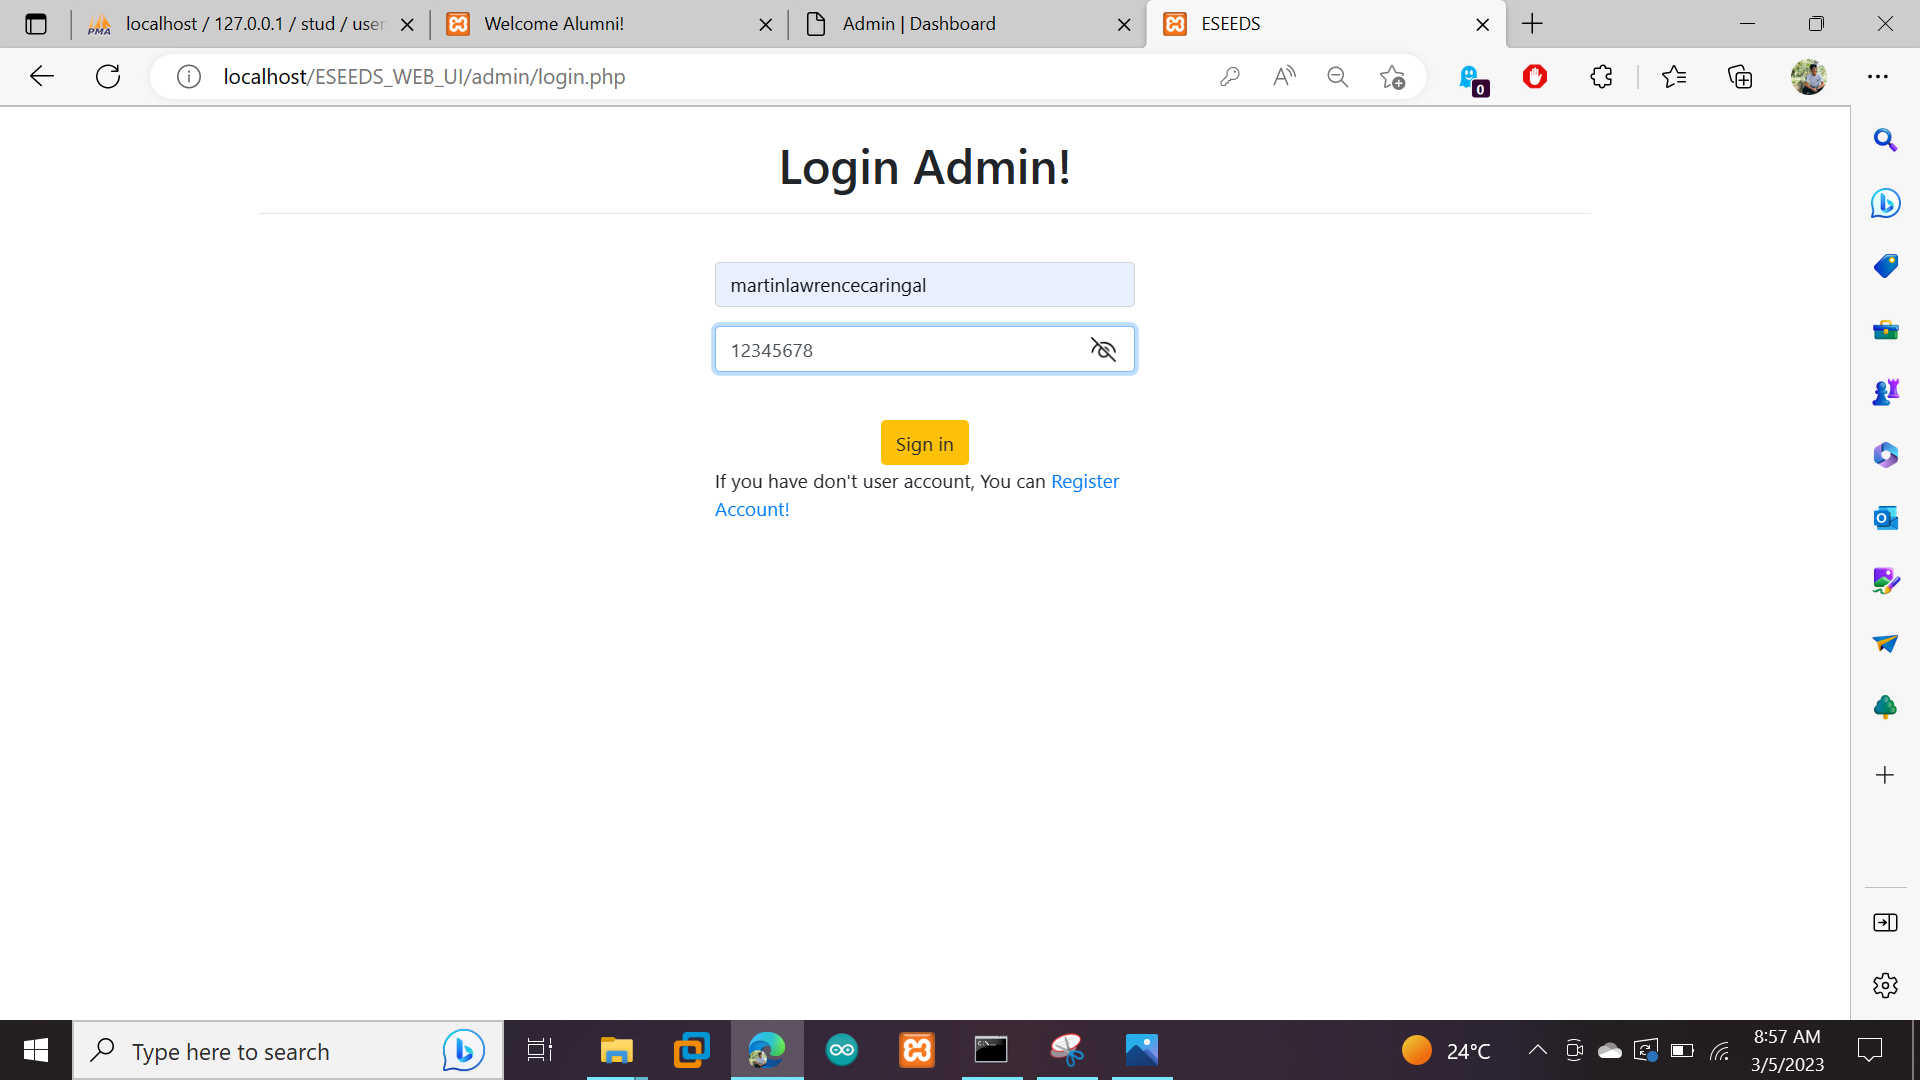 localhost / 127.0.0.1 / stud / user
Welcome Alumni!
Admin | Dashboard
ESEEDS
localhost/ESEEDS_WEB_UI/admin/login.php
0
Login Admin!
martinlawrencecaringal
12345678
Sign in
If you have don't user account, You can Register
Account!
Type here to search
24°C
8:57 AM
3/5/2023